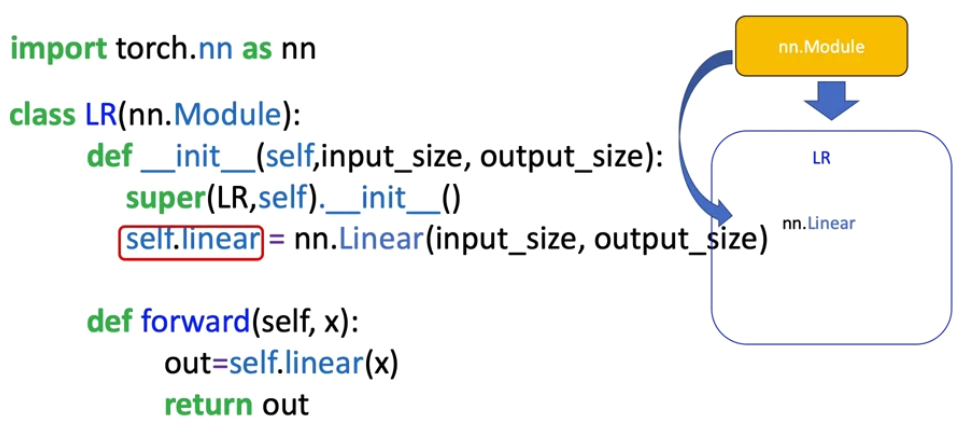 import torch.nn as nn
class LR(nn.Module):
def __init__(self,input_size, output_size):
super(LR,self).__init__()
self.linear = nn.Linear(input_size, output_size)
def forward(self, x):
out=self.linear(x)
return out
nn.Module
LR
nn.Linear